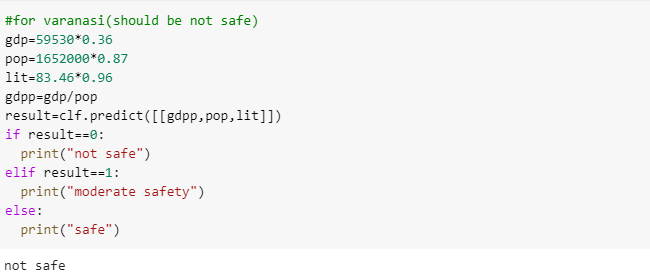 #for varanasi(should be not safe)
gdp=59530*0.36
pop=1652000*0.87
lit=83.46*0.96
gdpp=gdp/pop
result=clf.predict([[gdpp,pop,lit]])
if result==0:
  print("not safe")
elif result==1:
  print("moderate safety")
else:
  print("safe")
not safe